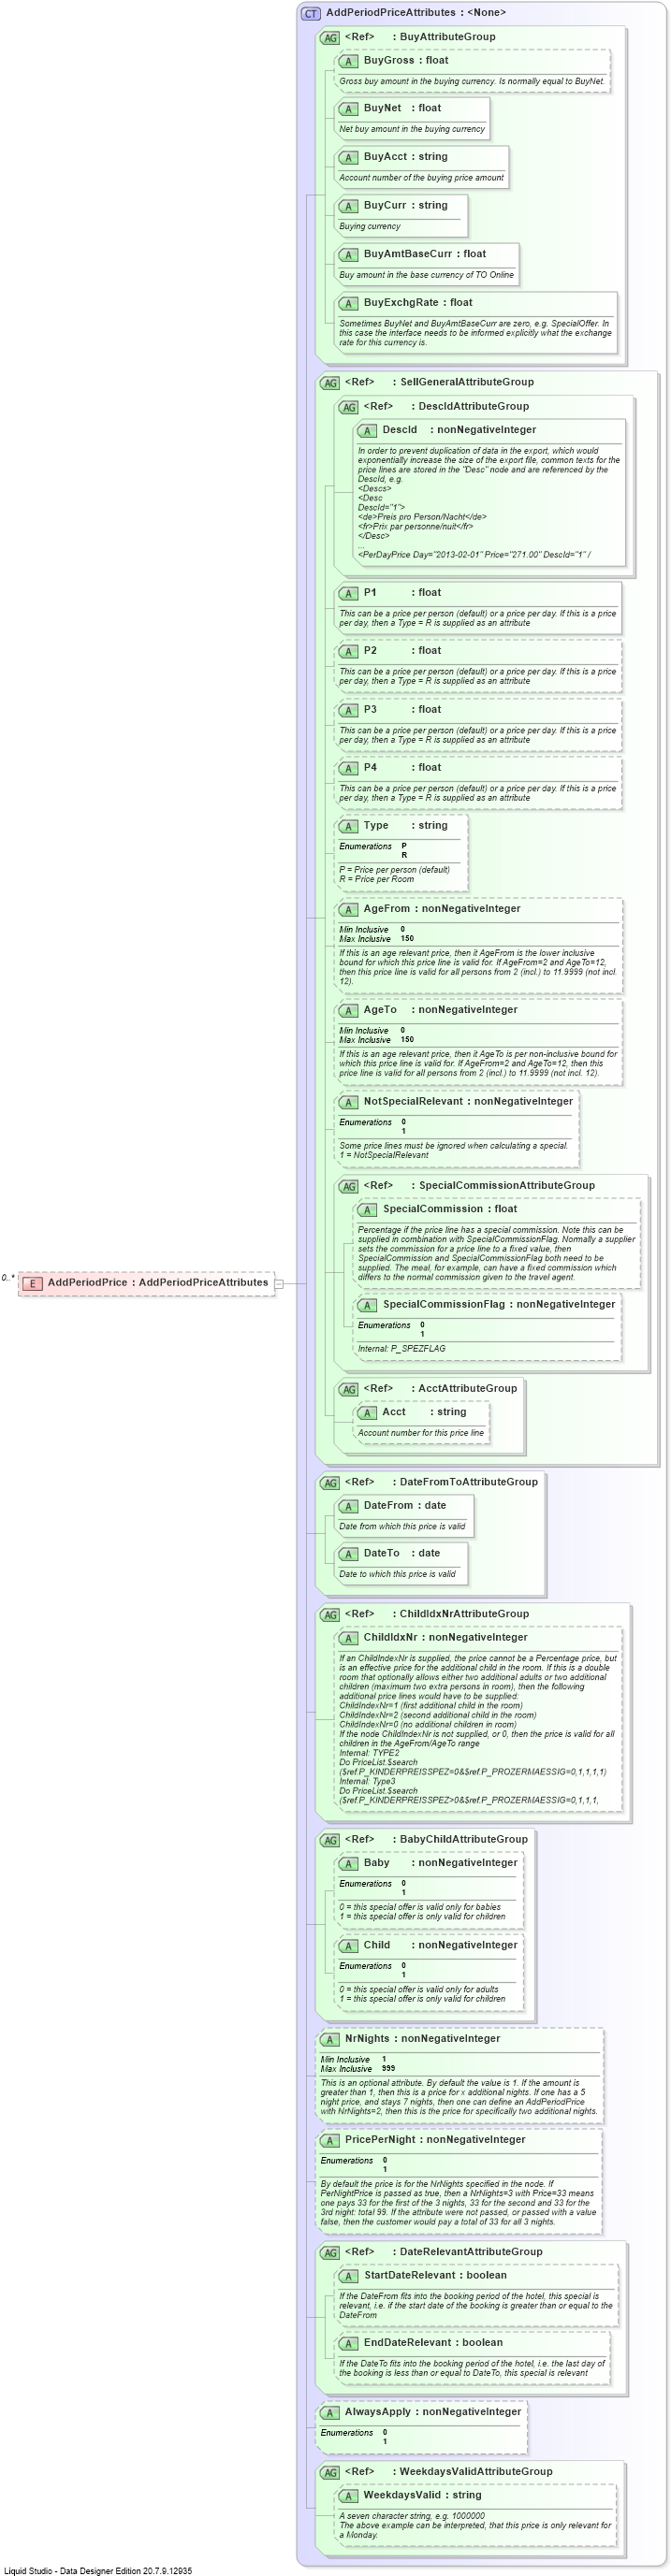 CT AddPeriodPriceAttributes : <None>
AG <Ref> : BuyAttributeGroup
A BuyGross : float
Gross buy amount in the buying currency. Is normally equal to BuyNet.
A BuyNet : float
Net buy amount in the buying currency
A BuyAcct : string
Account number of the buying price amount
A BuyCurr : string
Buying currency
A BuyAmtBaseCurr : float
Buy amount in the base currency of TO Online
A BuyExchgRate : float
Sometimes BuyNet and BuyAmtBaseCurr are zero, e.g. SpecialOffer. In
this case the interface needs to be informed explicitly what the exchange
rate for this currency is.
AG <Ref> : SellGeneralAttributeGroup
AG <Ref> : DescIdAttributeGroup
A DescId : nonNegativeInteger
In order to prevent duplication of data in the export, which would
exponentially increase the size of the export file, common texts for the
price lines are stored in the "Desc" node and are referenced by the
DescId, e.g.
<Descs>
<Desc
DescId="1">
<de>Preis pro Person/Nacht</de>
<fr>Prix par personne/nuit</fr>
</Desc>
...
<PerDayPrice Day="2013-02-01" Price="271.00" DescId="1" /
A P1 : float
This can be a price per person (default) or a price per day. If this is a price
per day, then a Type = R is supplied as an attribute
A P2 : float
This can be a price per person (default) or a price per day. If this is a price
per day, then a Type = R is supplied as an attribute
A P3 : float
This can be a price per person (default) or a price per day. If this is a price
per day, then a Type = R is supplied as an attribute
A P4 : float
This can be a price per person (default) or a price per day. If this is a price
per day, then a Type = R is supplied as an attribute
A Type : string
Enumerations P
R
P = Price per person (default)
R = Price per Room
A AgeFrom : nonNegativeInteger
Min Inclusive 0
Max Inclusive 150
If this is an age relevant price, then it AgeFrom is the lower inclusive
bound for which this price line is valid for. If AgeFrom=2 and AgeTo=12,
then this price line is valid for all persons from 2 (incl.) to 11.9999 (not incl.
12).
A AgeTo : nonNegativeInteger
Min Inclusive 0
Max Inclusive 150
If this is an age relevant price, then it AgeTo is per non-inclusive bound for
which this price line is valid for. If AgeFrom=2 and AgeTo=12, then this
price line is valid for all persons from 2 (incl.) to 11.9999 (not incl. 12).
A NotSpecialRelevant : nonNegativeInteger
Enumerations 0
1
Some price lines must be ignored when calculating a special.
1 = NotSpecialRelevant
AG <Ref> : SpecialCommissionAttributeGroup
A SpecialCommission : float
Percentage if the price line has a special commission. Note this can be
supplied in combination with SpecialCommissionFlag. Normally a supplier
sets the commission for a price line to a fixed value, then
SpecialCommission and SpecialCommissionFlag both need to be
supplied. The meal, for example, can have a fixed commission which
differs to the normal commission given to the travel agent.
0..* E AddPeriodPrice : AddPeriodPriceAttributes
A SpecialCommissionFlag : nonNegativeInteger
Enumerations 0
1
Internal: P_SPEZFLAG
AG <Ref> : AcctAttributeGroup
A Acct : string
Account number for this price line
AG <Ref> : DateFromToAttributeGroup
A DateFrom : date
Date from which this price is valid
A DateTo : date
Date to which this price is valid
AG <Ref> : ChildIdxNrAttributeGroup
A ChildIdxNr : nonNegativeInteger
If an ChildIndexNr is supplied, the price cannot be a Percentage price, but
is an effective price for the additional child in the room. If this is a double
room that optionally allows either two additional adults or two additional
children (maximum two extra persons in room), then the following
additional price lines would have to be supplied:
ChildIndexNr=1 (first additional child in the room)
ChildIndexNr=2 (second additional child in the room)
ChildIndexNr=0 (no additional children in room)
If the node ChildIndexNr is not supplied, or 0, then the price is valid for all
children in the AgeFrom/AgeTo range
Internal: TYPE2
Do PriceList.$search
($ref.P_KINDERPREISSPEZ=0&$ref.P_PROZERMAESSIG=0,1,1,1,1)
Internal: Type3
Do PriceList.$search
($ref.P_KINDERPREISSPEZ>0&$ref.P_PROZERMAESSIG=0,1,1,1,
AG <Ref> : BabyChildAttributeGroup
A Baby : nonNegativeInteger
Enumerations 0
1
0 = this special offer is valid only for babies
1 = this special offer is only valid for children
A Child : nonNegativeInteger
Enumerations 0
1
0 = this special offer is valid only for adults
1 = this special offer is only valid for children
A NrNights : nonNegativeInteger
Min Inclusive 1
Max Inclusive 999
This is an optional attribute. By default the value is 1. If the amount is
greater than 1, then this is a price for x additional nights. If one has a 5
night price, and stays 7 nights, then one can define an AddPeriodPrice
with NrNights=2, then this is the price for specifically two additional nights.
A PricePerNight : nonNegativeInteger
Enumerations 0
1
By default the price is for the NrNights specified in the node. If
PerNightPrice is passed as true, then a NrNights=3 with Price=33 means
one pays 33 for the first of the 3 nights, 33 for the second and 33 for the
3rd night: total 99. If the attribute were not passed, or passed with a value
false, then the customer would pay a total of 33 for all 3 nights.
AG <Ref> : DateRelevantAttributeGroup
A StartDateRelevant : boolean
If the DateFrom fits into the booking period of the hotel, this special is
relevant, i.e. if the start date of the booking is greater than or equal to the
DateFrom
A EndDateRelevant : boolean
If the DateTo fits into the booking period of the hotel, i.e. the last day of
the booking is less than or equal to DateTo, this special is relevant
A AlwaysApply : nonNegativeInteger
Enumerations 0
1
AG <Ref> : WeekdaysValidAttributeGroup
A WeekdaysValid : string
A seven character string, e.g. 1000000
The above example can be interpreted, that this price is only relevant for
a Monday.
Liquid Studio - Data Designer Edition 20.7.9.12935